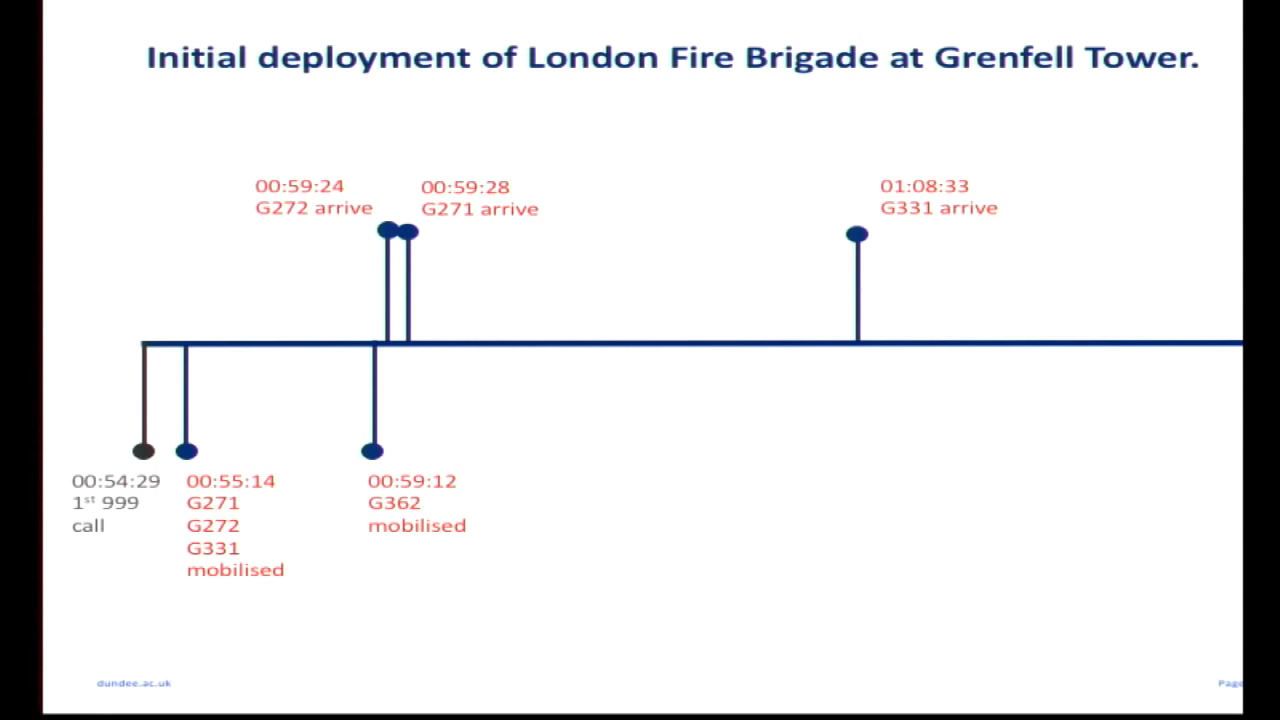 Initial deployment of London Fire Brigade at Grenfell Tower.
00:59:24
G272 arrive
00:59:28
G271 arrive
01:08:33
G331 arrive
00:54:29
1st 999
call
00:55:14
G271
G272
G331
mobilised
00:59:12
G362
mobilised
dundee.ac.uk
Page